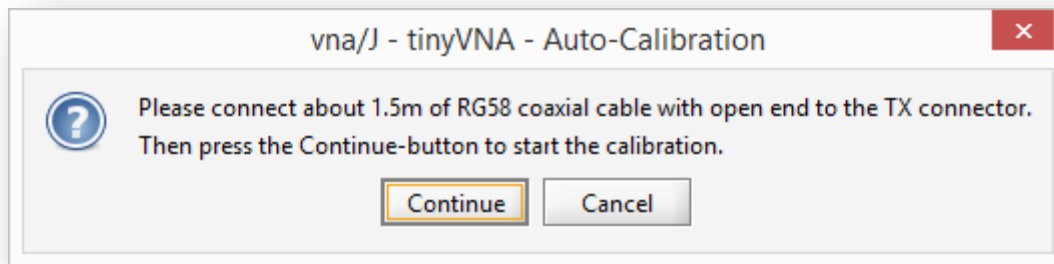 vna/J - tinyVNA - Auto-Calibration
Please connect about 1.5m of RG58 coaxial cable with open end to the TX connector.
Then press the Continue-button to start the calibration.
Continue Cancel